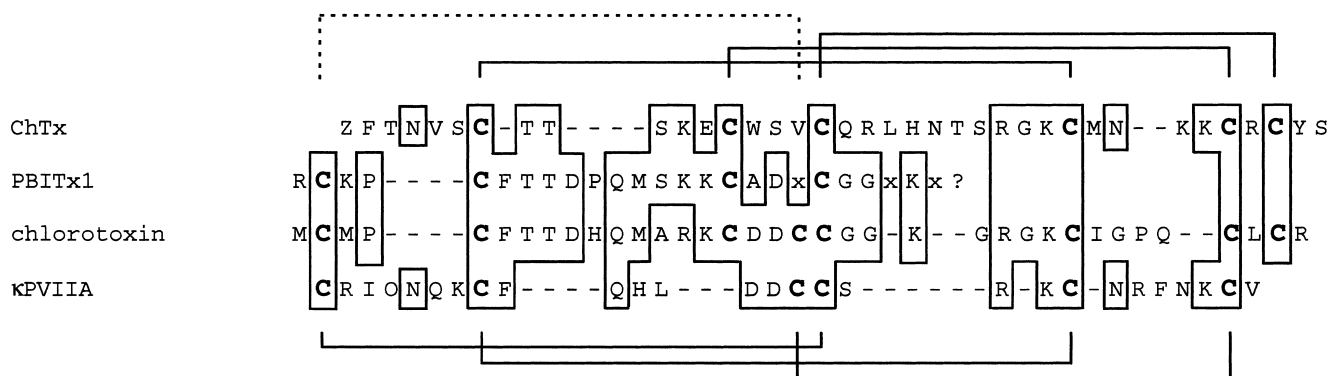 ChTx Z F T N V S C - T T - - - - S K E C W S V C Q R L H N T S R G K C M N - - K K C R C Y S
PBITx1 R C K P - - - - C F T T D P Q M S K K C A D x C G G x K x ?
chlorotoxin M C M P - - - - C F T T D H Q M A R K C D D C C G G - K - - G R G K C I G P Q - - C L C R
κPVIIA C R I O N Q K C F - - - - Q H L - - - D D C C S - - - - - - R - K C - N R F N K C V